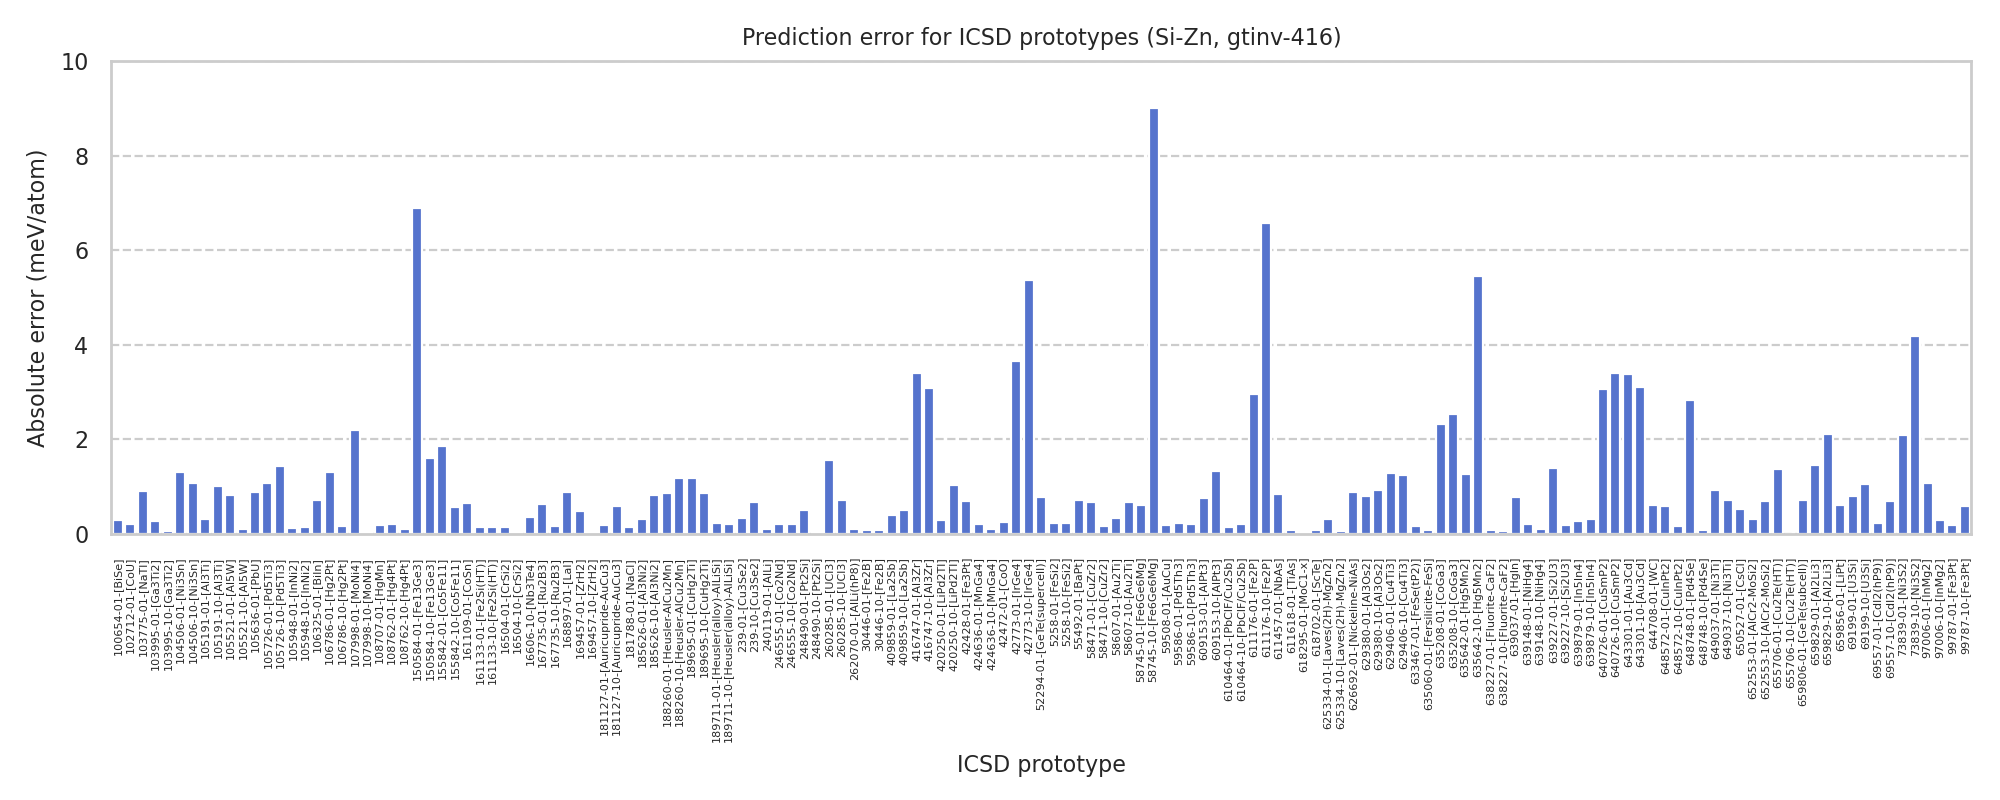 Prediction error for ICSD prototypes (Si-Zn, gtinv-416)
Absolute error (meV/atom)
10
8
6
4
2
0
100654-01-[BiSe]
102712-01-[CoU]
103775-01-[NaTl]
103995-01-[Ga3Ti2]
103995-10-[Ga3Ti2]
104506-01-[Ni3Sn]
104506-10-[Ni3Sn]
105191-01-[Al3Ti]
105191-10-[Al3Ti]
105521-01-[Al5W]
105521-10-[Al5W]
105636-01-[PbU]
105726-01-[Pd5Ti3]
105726-10-[Pd5Ti3]
105948-01-[InNi2]
105948-10-[InNi2]
106325-01-[BiIn]
106786-01-[Hg2Pt]
106786-10-[Hg2Pt]
107998-01-[MoNi4]
107998-10-[MoNi4]
108707-01-[HgMn]
108762-01-[Hg4Pt]
108762-10-[Hg4Pt]
150584-01-[Fe13Ge3]
150584-10-[Fe13Ge3]
155842-01-[Co5Fe11]
155842-10-[Co5Fe11]
161109-01-[CoSn]
161133-01-[Fe2Si(HT)]
161133-10-[Fe2Si(HT)]
16504-01-[CrSi2]
16504-10-[CrSi2]
16606-10-[Nb3Te4]
167735-01-[Ru2B3]
167735-10-[Ru2B3]
168897-01-[LaI]
169457-01-[ZrH2]
169457-10-[ZrH2]
181127-01-[Auricupride-AuCu3]
181127-10-[Auricupride-AuCu3]
181788-01-[NaCl]
185626-01-[Al3Ni2]
185626-10-[Al3Ni2]
188260-01-[Heusler-AlCu2Mn]
188260-10-[Heusler-AlCu2Mn]
189695-01-[CuHg2Ti]
189695-10-[CuHg2Ti]
189711-01-[Heusler(alloy)-AlLiSi]
189711-10-[Heusler(alloy)-AlLiSi]
239-01-[Cu3Se2]
239-10-[Cu3Se2]
240119-01-[AlLi]
246555-01-[Co2Nd]
246555-10-[Co2Nd]
248490-01-[Pt2Si]
248490-10-[Pt2Si]
260285-01-[UCl3]
260285-10-[UCl3]
262070-01-[AlLi(hP8)]
30446-01-[Fe2B]
30446-10-[Fe2B]
409859-01-[La2Sb]
409859-10-[La2Sb]
416747-01-[Al3Zr]
416747-10-[Al3Zr]
420250-01-[LiPd2Tl]
420250-10-[LiPd2Tl]
42428-01-[Fe3Pt]
424636-01-[MnGa4]
424636-10-[MnGa4]
42472-01-[CoO]
42773-01-[IrGe4]
42773-10-[IrGe4]
52294-01-[GeTe(supercell)]
5258-01-[FeSi2]
5258-10-[FeSi2]
55492-01-[BaPt]
58471-01-[CuZr2]
58471-10-[CuZr2]
58607-01-[Au2Ti]
58607-10-[Au2Ti]
58745-01-[Fe6Ge6Mg]
58745-10-[Fe6Ge6Mg]
59508-01-[AuCu]
59586-01-[Pd5Th3]
59586-10-[Pd5Th3]
609153-01-[AlPt3]
609153-10-[AlPt3]
610464-01-[PbClF/Cu2Sb]
610464-10-[PbClF/Cu2Sb]
611176-01-[Fe2P]
611176-10-[Fe2P]
611457-01-[NbAs]
611618-01-[TiAs]
618295-01-[MoC1-x]
618702-01-[ScTe]
625334-01-[Laves(2H)-MgZn2]
625334-10-[Laves(2H)-MgZn2]
626692-01-[Nickeline-NiAs]
629380-01-[Al3Os2]
629380-10-[Al3Os2]
629406-01-[Cu4Ti3]
629406-10-[Cu4Ti3]
633467-01-[FeSe(tP2)]
635060-01-[Fersilicite-FeSi]
635208-01-[CoGa3]
635208-10-[CoGa3]
635642-01-[Hg5Mn2]
635642-10-[Hg5Mn2]
638227-01-[Fluorite-CaF2]
638227-10-[Fluorite-CaF2]
639037-01-[HgIn]
639148-01-[NiHg4]
639148-10-[NiHg4]
639227-01-[Si2U3]
639227-10-[Si2U3]
639879-01-[In5In4]
639879-10-[In5In4]
640726-01-[CuSmP2]
640726-10-[CuSmP2]
643301-01-[Au3Cd]
643301-10-[Au3Cd]
644708-01-[WC]
648572-01-[CuInPt2]
648572-10-[CuInPt2]
648748-01-[Pd4Se]
648748-10-[Pd4Se]
649037-01-[Ni3Ti]
649037-10-[Ni3Ti]
650527-01-[CsCl]
652553-01-[AlCr2-MoSi2]
652553-10-[AlCr2-MoSi2]
655706-01-[Cu2Te(HT)]
655706-10-[Cu2Te(HT)]
659806-01-[GeTe(subcell)]
659829-01-[Al2Li3]
659829-10-[Al2Li3]
659856-01-[LiPt]
69199-01-[U3Si]
69199-10-[U3Si]
69557-01-[CdI2(hP9)]
69557-10-[CdI2(hP9)]
73839-01-[Ni3S2]
73839-10-[Ni3S2]
97006-01-[InMg2]
97006-10-[InMg2]
99787-01-[Fe3Pt]
99787-10-[Fe3Pt]
ICSD prototype